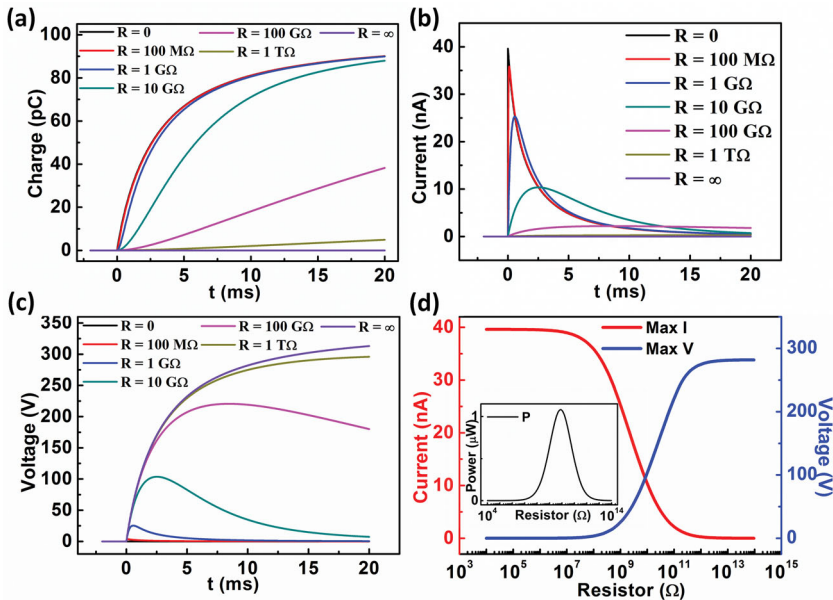 (a)
R = 0
R = 100 GΩ
R = ∞
R = 100 MΩ
R = 1 TΩ
R = 1 GΩ
R = 10 GΩ
Charge (pC)
100
80
60
40
20
0
0
5
10
15
20
t (ms)
(b)
R = 0
R = 100 MΩ
R = 1 GΩ
R = 10 GΩ
R = 100 GΩ
R = 1 TΩ
R = ∞
Current (nA)
40
30
20
10
0
0
5
10
15
20
t (ms)
(c)
R = 0
R = 100 GΩ
R = ∞
R = 100 MΩ
R = 1 TΩ
R = 1 GΩ
R = 10 GΩ
Voltage (V)
350
300
250
200
150
100
50
0
0
5
10
15
20
t (ms)
(d)
Max I
Max V
Current (nA)
40
30
20
10
0
Voltage (V)
300
200
100
0
P
Power (μW)
1
0
10⁴
Resistor (Ω)
10¹⁴
10³
10⁵
10⁷
10⁹
10¹¹
10¹³
10¹⁵
Resistor (Ω)